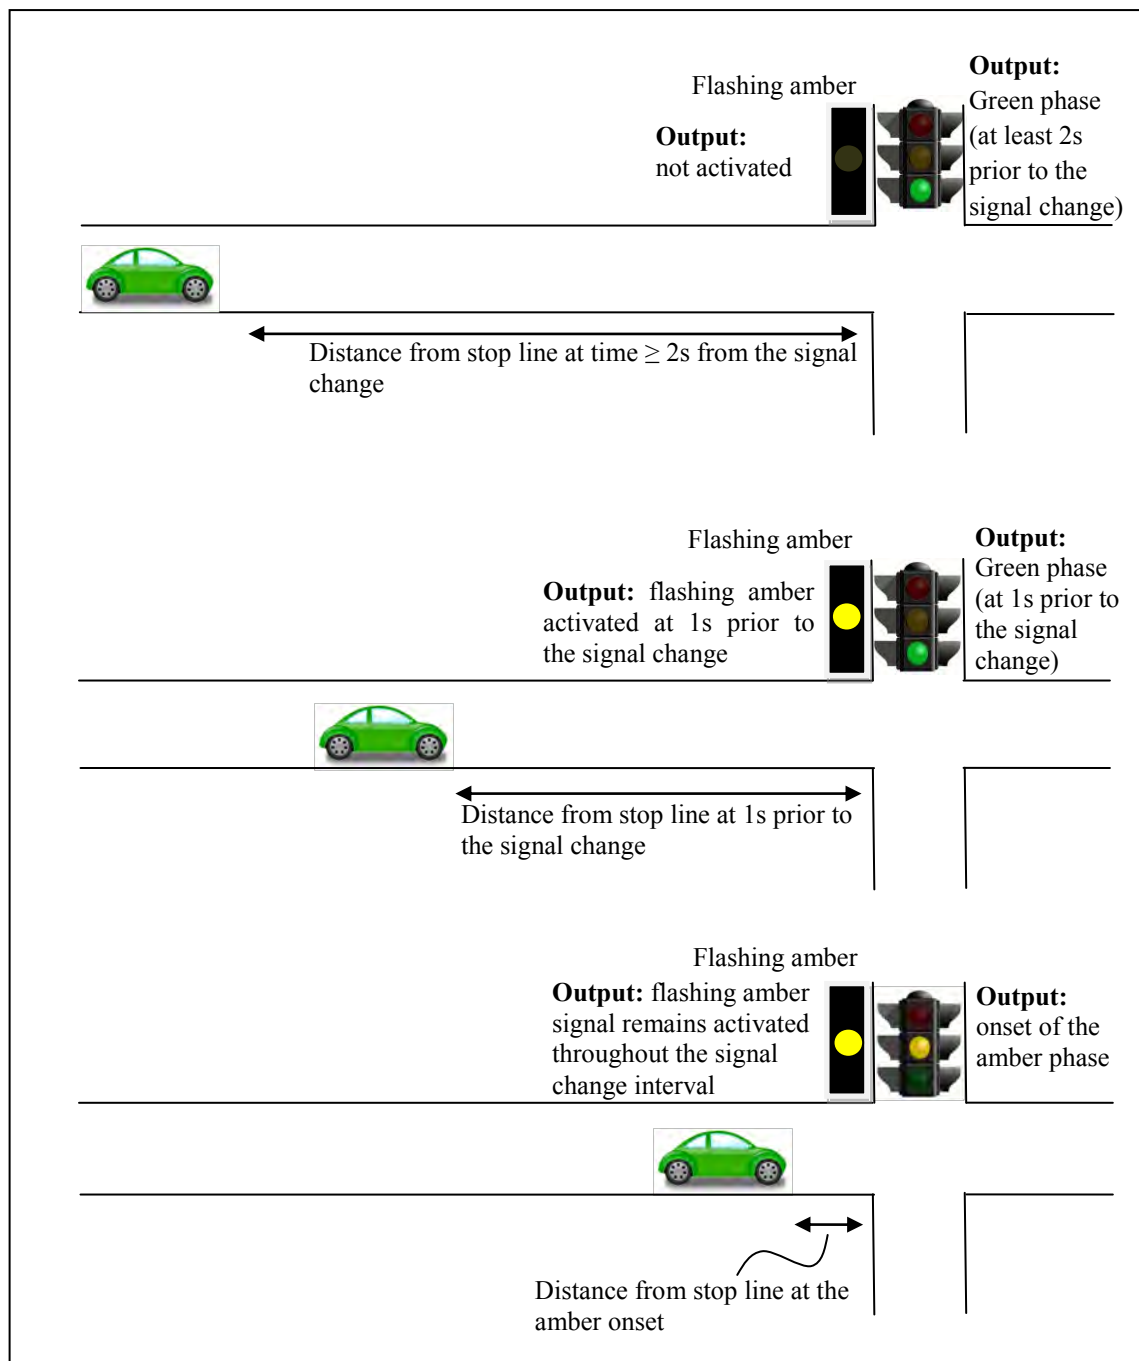 Flashing amber
Output:
not activated
Output:
Green phase
(at least 2s
prior to the
signal change)
Distance from stop line at time ≥ 2s from the signal
change
Flashing amber
Output: flashing amber
activated at 1s prior to
the signal change
Output:
Green phase
(at 1s prior to
the signal
change)
Distance from stop line at 1s prior to
the signal change
Flashing amber
Output: flashing amber
signal remains activated
throughout the signal
change interval
Output:
onset of the
amber phase
Distance from stop line at the
amber onset